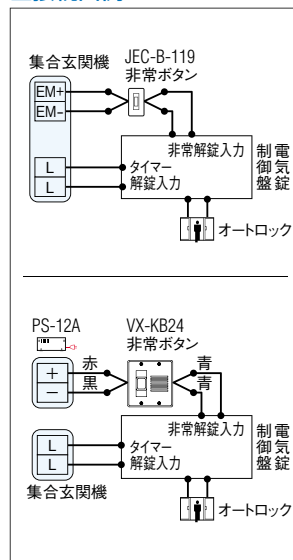 集合玄関機
JEC-B-119
非常ボタン
EM+
EM-
L
L
非常解錠入力
タイマー
解錠入力
制御盤
電気錠
オートロック
PS-12A
VX-KB24
非常ボタン
+
−
赤
黒
青
青
L
L
集合玄関機
非常解錠入力
タイマー
解錠入力
制御盤
電気錠
オートロック